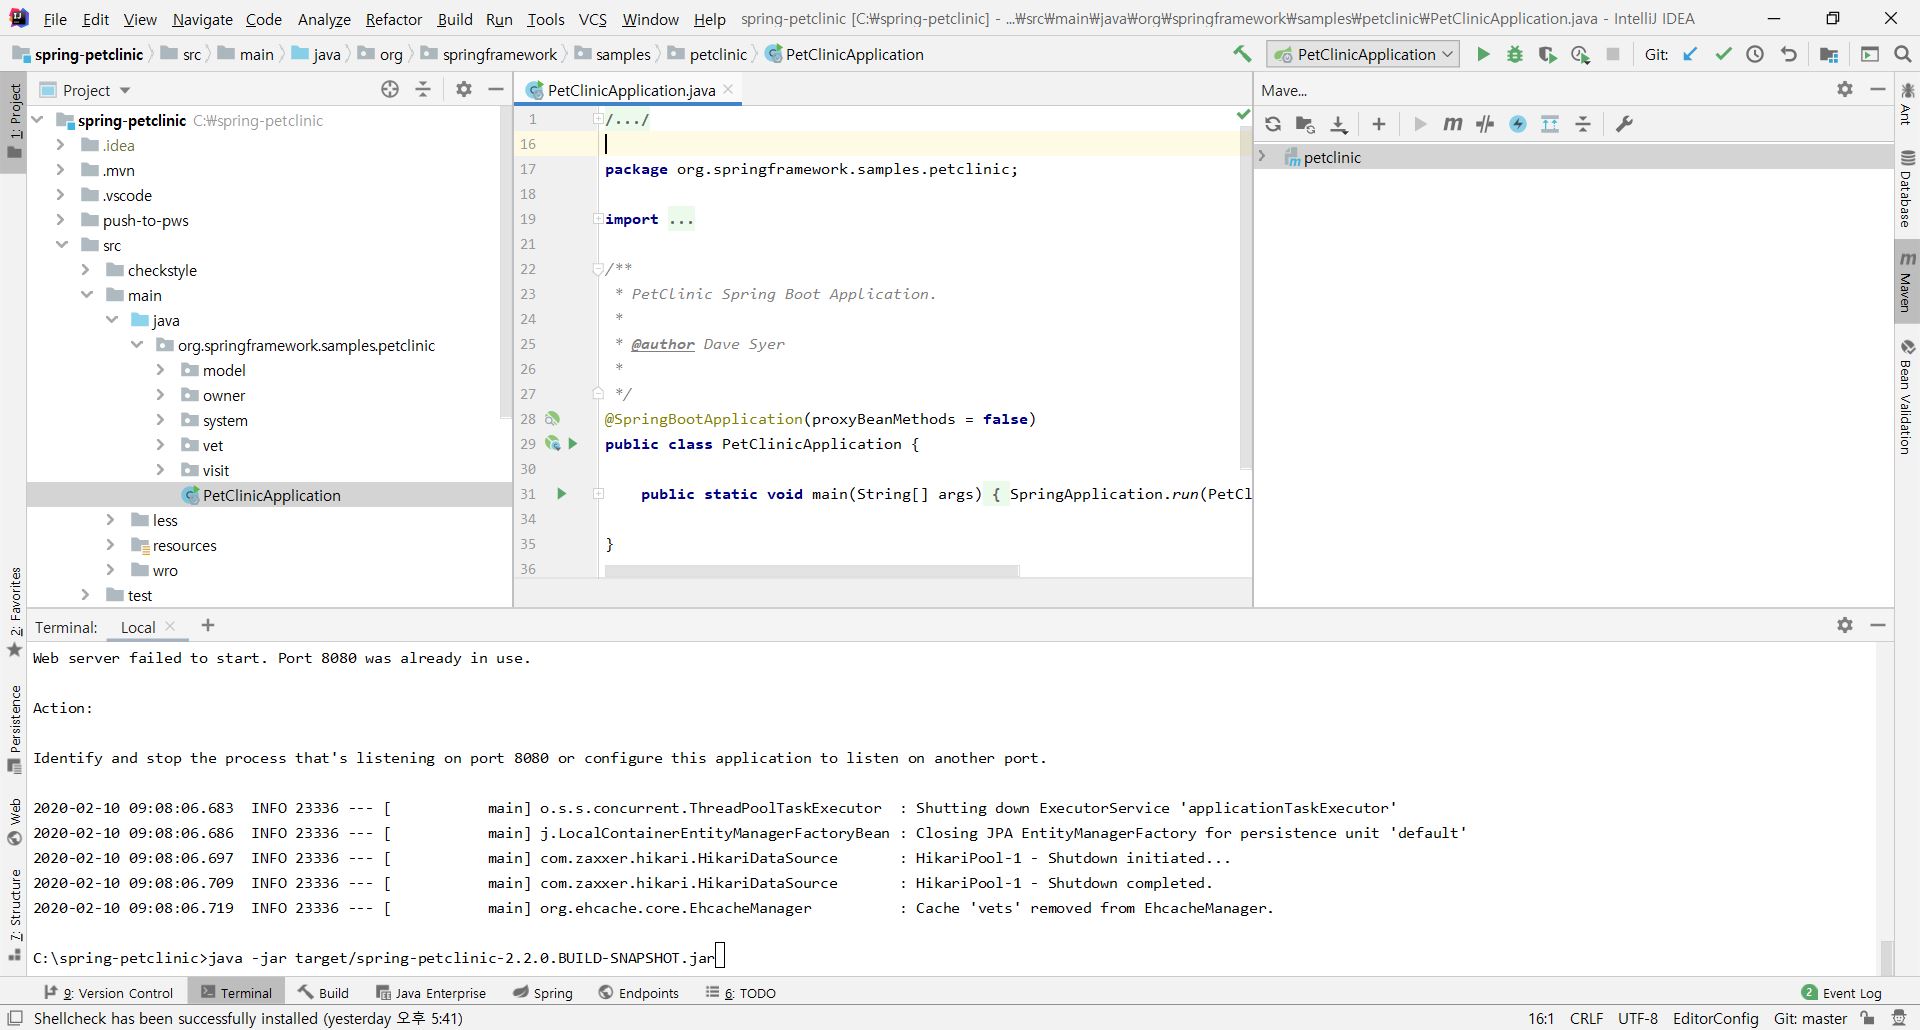 File Edit View Navigate Code Analyze Refactor Build Run Tools VCS Window Help spring-petclinic [C:₩spring-petclinic] - ...₩src₩main₩java₩org₩springframework₩samples₩petclinic₩PetClinicApplication.java - IntelliJ IDEA
spring-petclinic src main java org springframework samples petclinic PetClinicApplication PetClinicApplication Git:
1: Project
2: Favorites
Persistence
Web
7: Structure
Project
spring-petclinic C:₩spring-petclinic
.idea
.mvn
.vscode
push-to-pws
src
checkstyle
main
java
org.springframework.samples.petclinic
model
owner
system
vet
visit
PetClinicApplication
less
resources
wro
test
PetClinicApplication.java
1 /.../
16
17 package org.springframework.samples.petclinic;
18
19 import ...
21
22 /**
23 * PetClinic Spring Boot Application.
24 *
25 * @author Dave Syer
26 *
27 */
28 @SpringBootApplication(proxyBeanMethods = false)
29 public class PetClinicApplication {
30
31 public static void main(String[] args) { SpringApplication.run(PetCl
34
35 }
36
Mave...
m
petclinic
Ant
Database
Maven
Bean Validation
Terminal: Local +
Web server failed to start. Port 8080 was already in use.
Action:
Identify and stop the process that's listening on port 8080 or configure this application to listen on another port.
2020-02-10 09:08:06.683  INFO 23336 --- [           main] o.s.s.concurrent.ThreadPoolTaskExecutor  : Shutting down ExecutorService 'applicationTaskExecutor'
2020-02-10 09:08:06.686  INFO 23336 --- [           main] j.LocalContainerEntityManagerFactoryBean : Closing JPA EntityManagerFactory for persistence unit 'default'
2020-02-10 09:08:06.697  INFO 23336 --- [           main] com.zaxxer.hikari.HikariDataSource       : HikariPool-1 - Shutdown initiated...
2020-02-10 09:08:06.709  INFO 23336 --- [           main] com.zaxxer.hikari.HikariDataSource       : HikariPool-1 - Shutdown completed.
2020-02-10 09:08:06.719  INFO 23336 --- [           main] org.ehcache.core.EhcacheManager          : Cache 'vets' removed from EhcacheManager.
C:\spring-petclinic>java -jar target/spring-petclinic-2.2.0.BUILD-SNAPSHOT.jar
9: Version Control Terminal Build Java Enterprise Spring Endpoints 6: TODO 2 Event Log
Shellcheck has been successfully installed (yesterday 오후 5:41) 16:1 CRLF UTF-8 EditorConfig Git: master